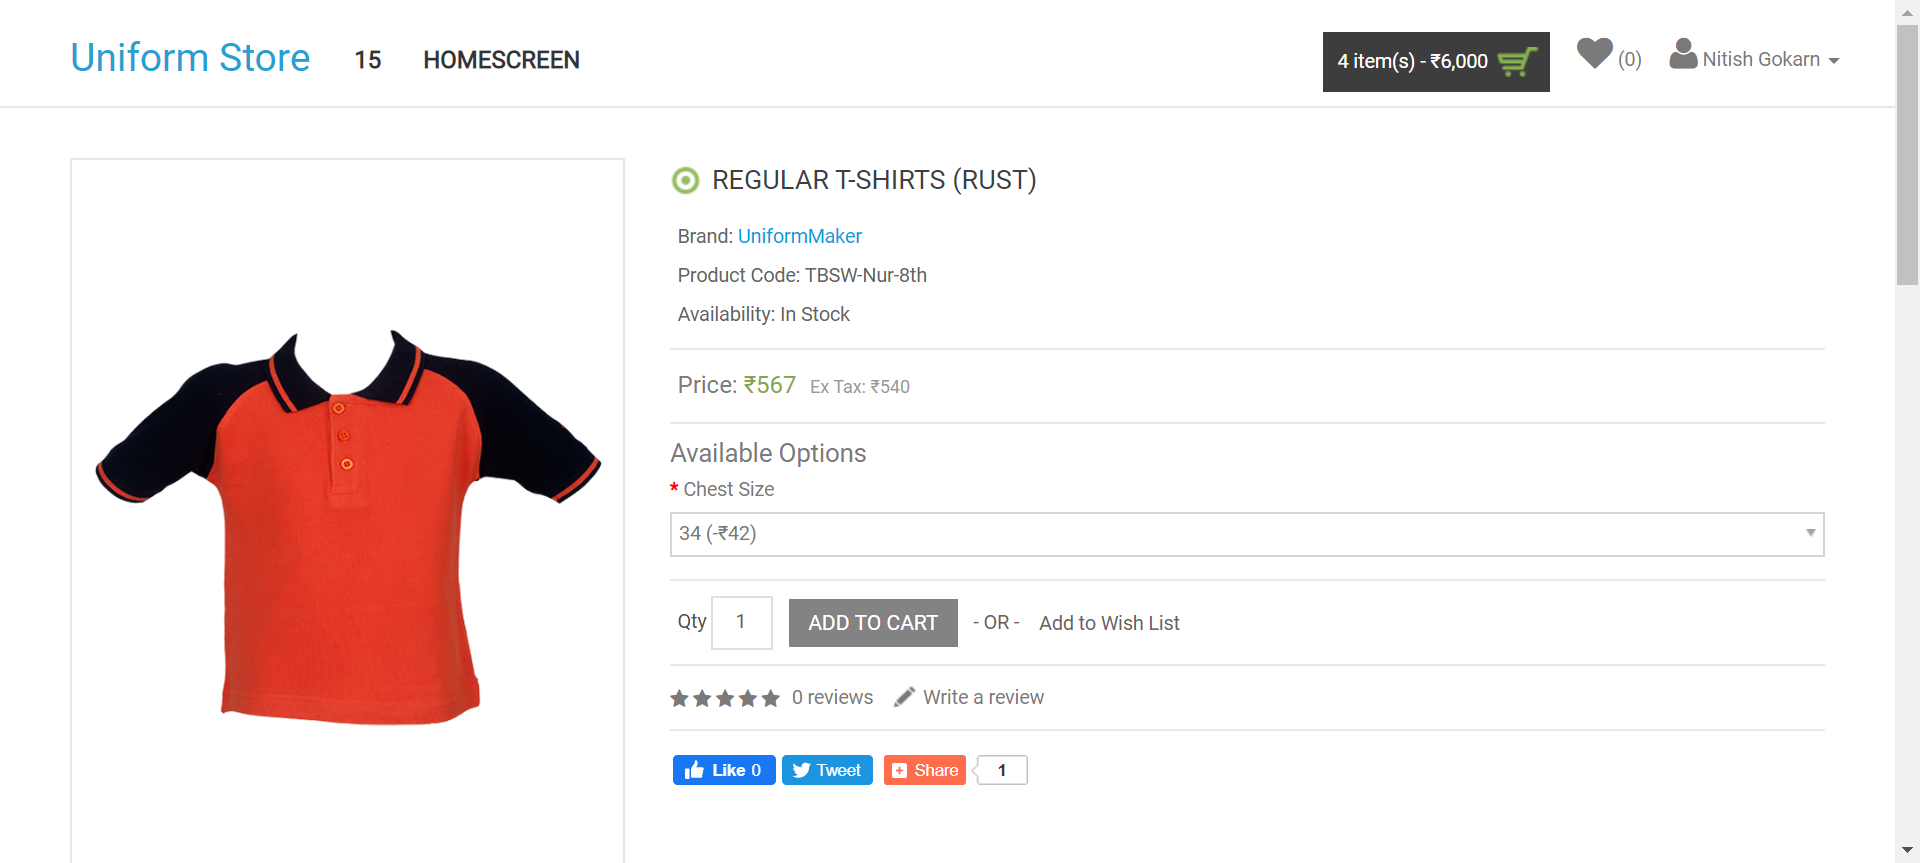 Uniform Store 15 HOMESCREEN 4 item(s) - ₹6,000 (0) Nitish Gokarn
REGULAR T-SHIRTS (RUST)
Brand: UniformMaker
Product Code: TBSW-Nur-8th
Availability: In Stock
Price: ₹567 Ex Tax: ₹540
Available Options
* Chest Size
34 (-₹42)
Qty 1 ADD TO CART - OR - Add to Wish List
0 reviews Write a review
Like 0 Tweet Share 1